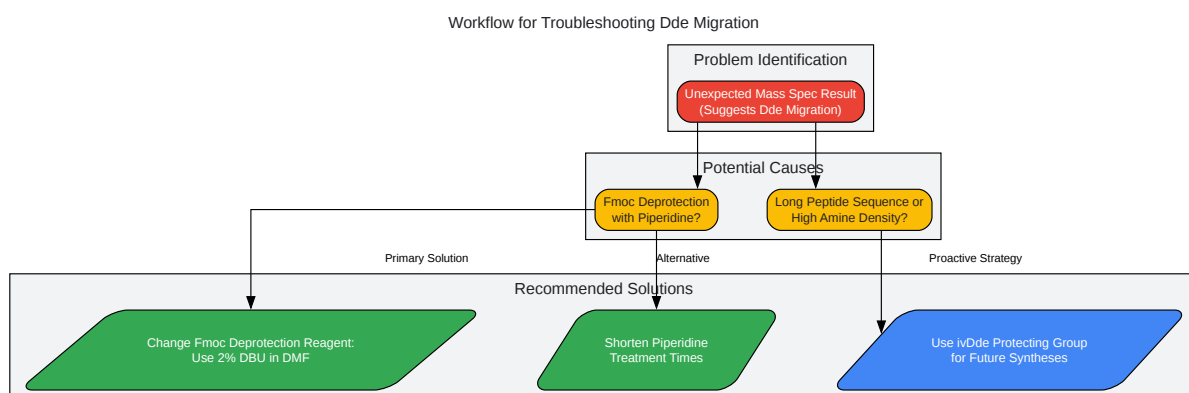 Workflow for Troubleshooting Dde Migration
Problem Identification
Unexpected Mass Spec Result
(Suggests Dde Migration)
Potential Causes
Fmoc Deprotection
with Piperidine?
Long Peptide Sequence or
High Amine Density?
Primary Solution
Alternative
Proactive Strategy
Recommended Solutions
Change Fmoc Deprotection Reagent:
Use 2% DBU in DMF
Shorten Piperidine
Treatment Times
Use ivDde Protecting Group
for Future Syntheses